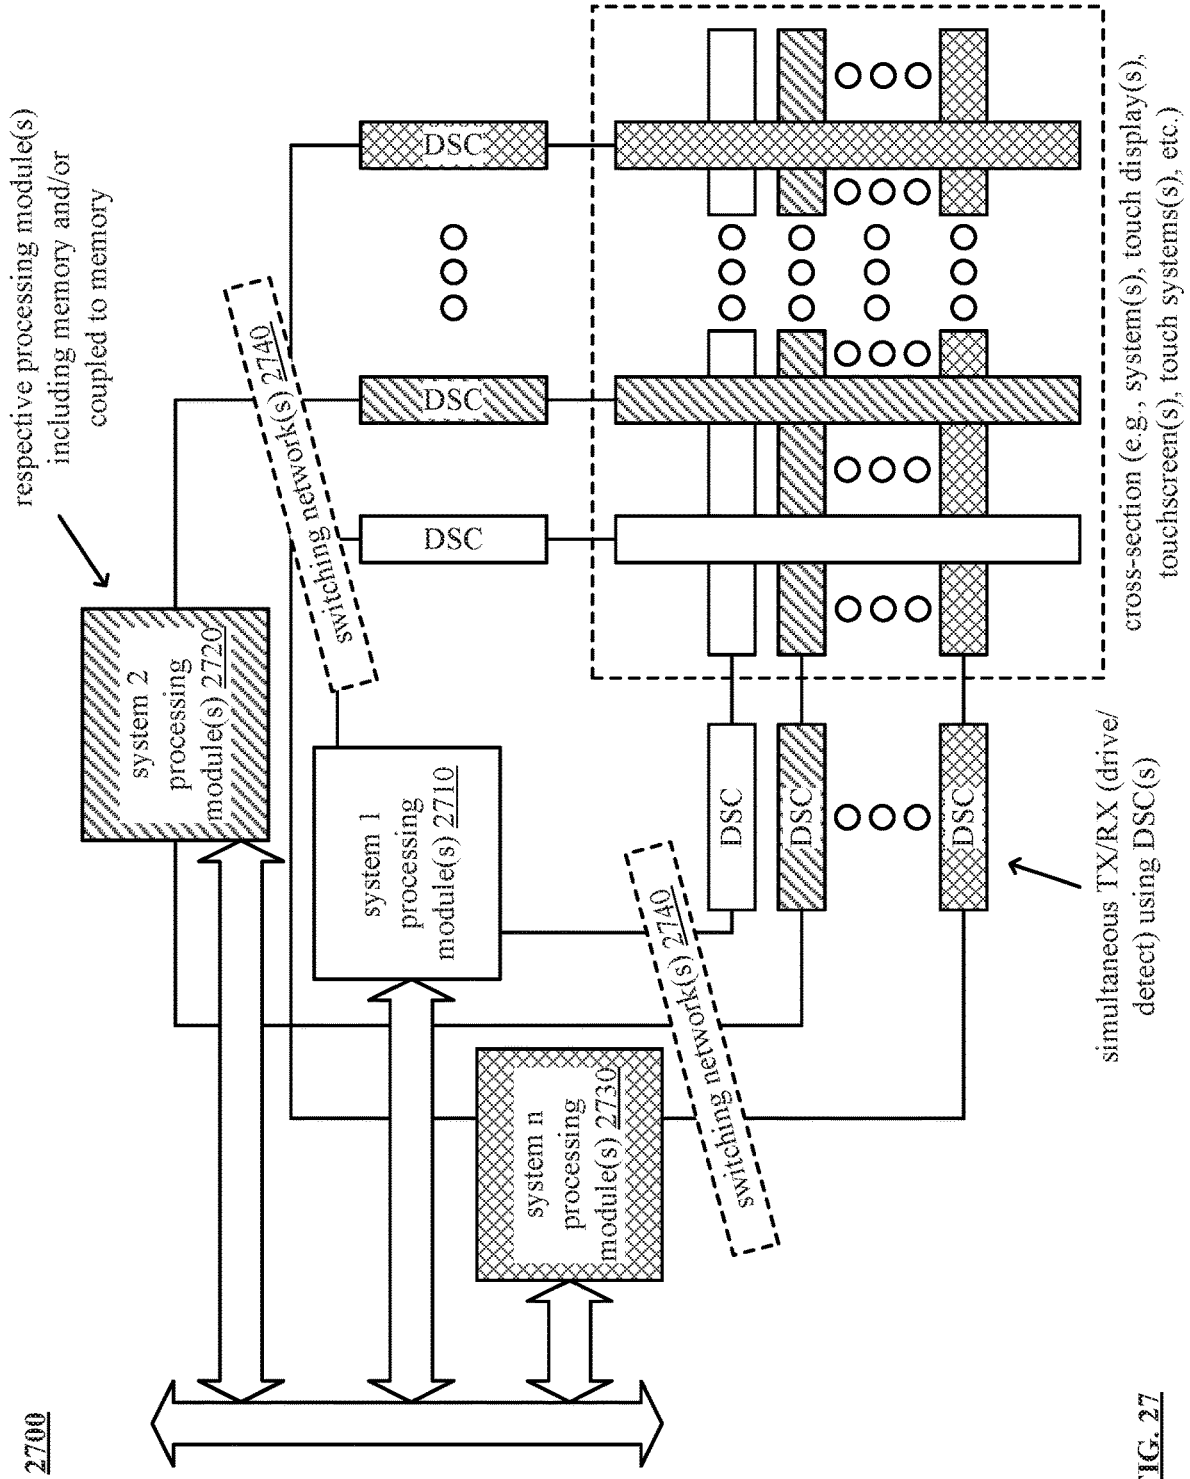 2700
respective processing module(s)
including memory and/or
coupled to memory
system 2
processing
module(s) 2720
switching network(s) 2740
system 1
processing
module(s) 2710
system n
processing
module(s) 2730
switching network(s) 2740
DSC
DSC
DSC
DSC
DSC
DSC
simultaneous TX/RX (drive/
detect) using DSC(s)
cross-section (e.g., system(s), touch display(s),
touchscreen(s), touch systems(s), etc.)
FIG. 27